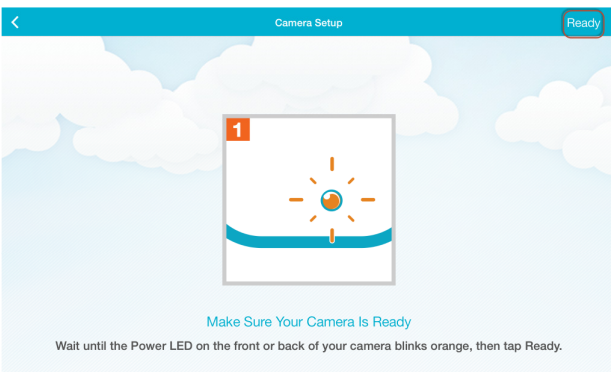 Camera Setup
Ready
1
Make Sure Your Camera Is Ready
Wait until the Power LED on the front or back of your camera blinks orange, then tap Ready.